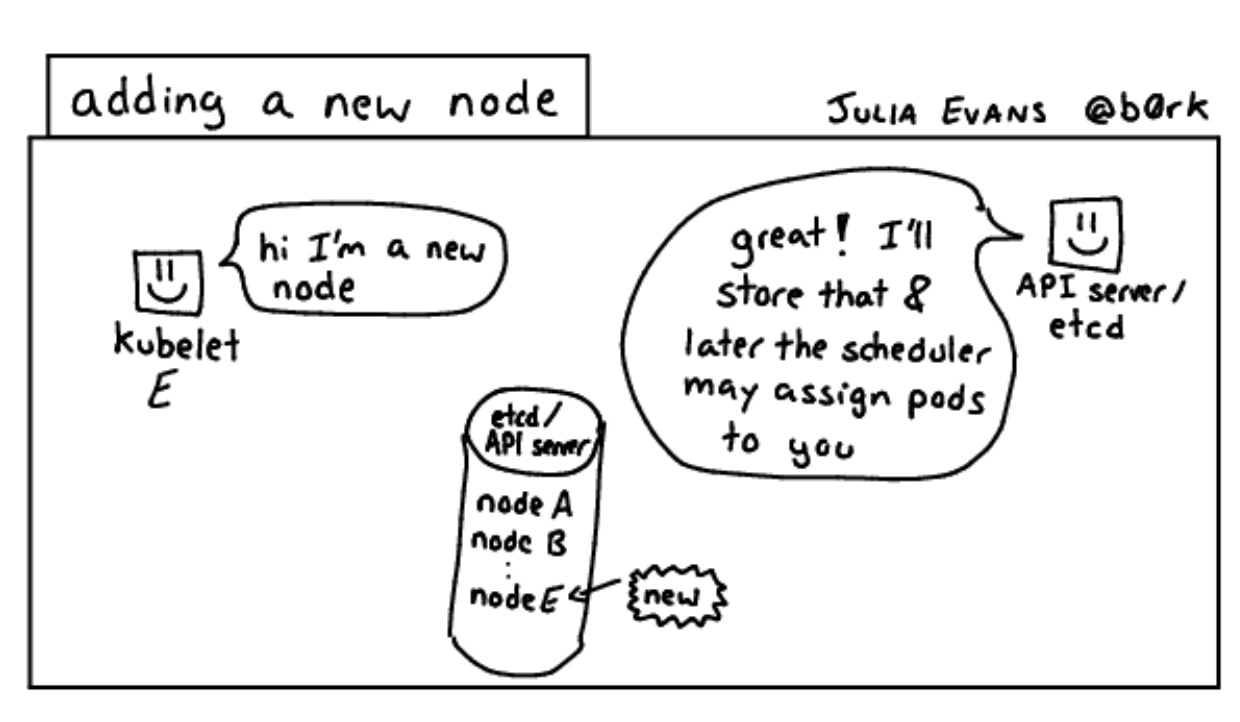 adding a new node
JULIA EVANS @b0rk
hi I'm a new
node
kubelet
E
great! I'll
store that &
later the scheduler
may assign pods
to you
API server/
etcd
etcd/
API server
node A
node B
⋮
node E
new